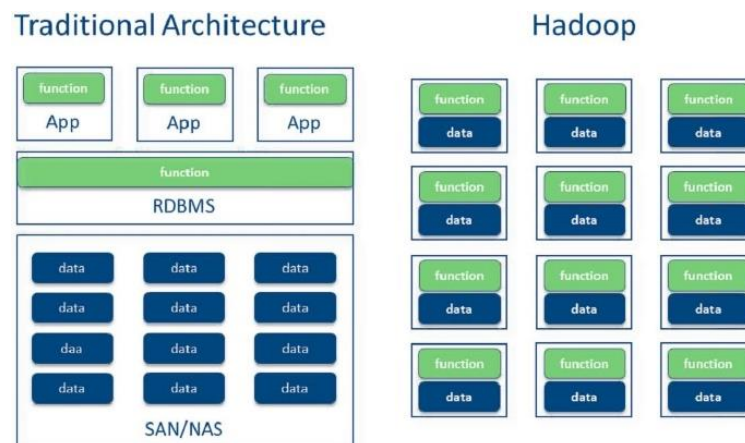 Traditional Architecture
function function function
App App App
function
RDBMS
data data data
data data data
daa data data
data data data
SAN/NAS
Hadoop
function function function
data data data
function function function
data data data
function function function
data data data
function function function
data data data